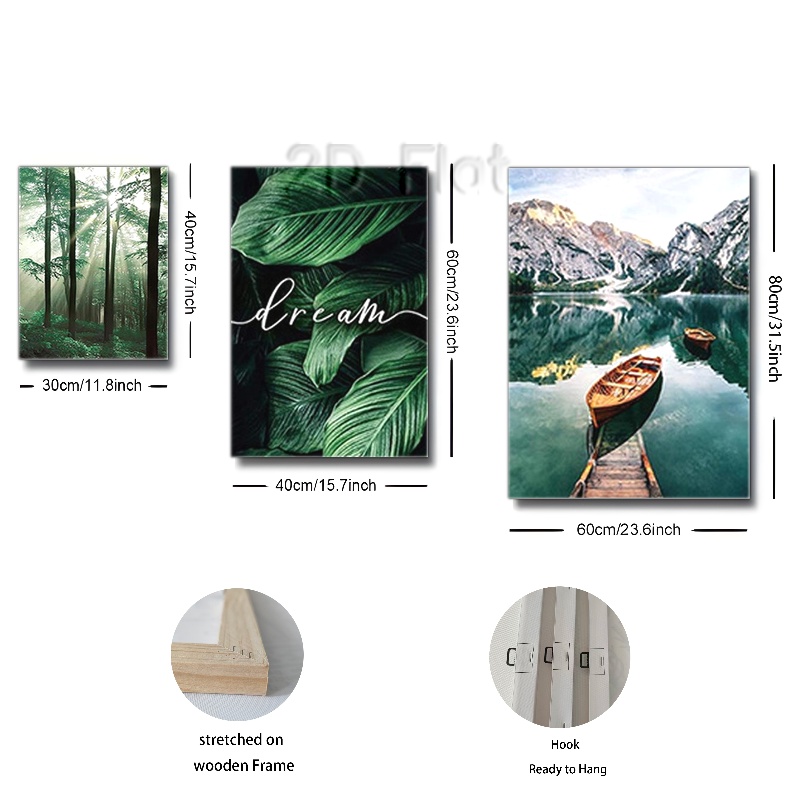 2D Flat
40cm/15.7inch
30cm/11.8inch
dream
60cm/23.6inch
40cm/15.7inch
80cm/31.5inch
60cm/23.6inch
stretched on
wooden Frame
Hook
Ready to Hang